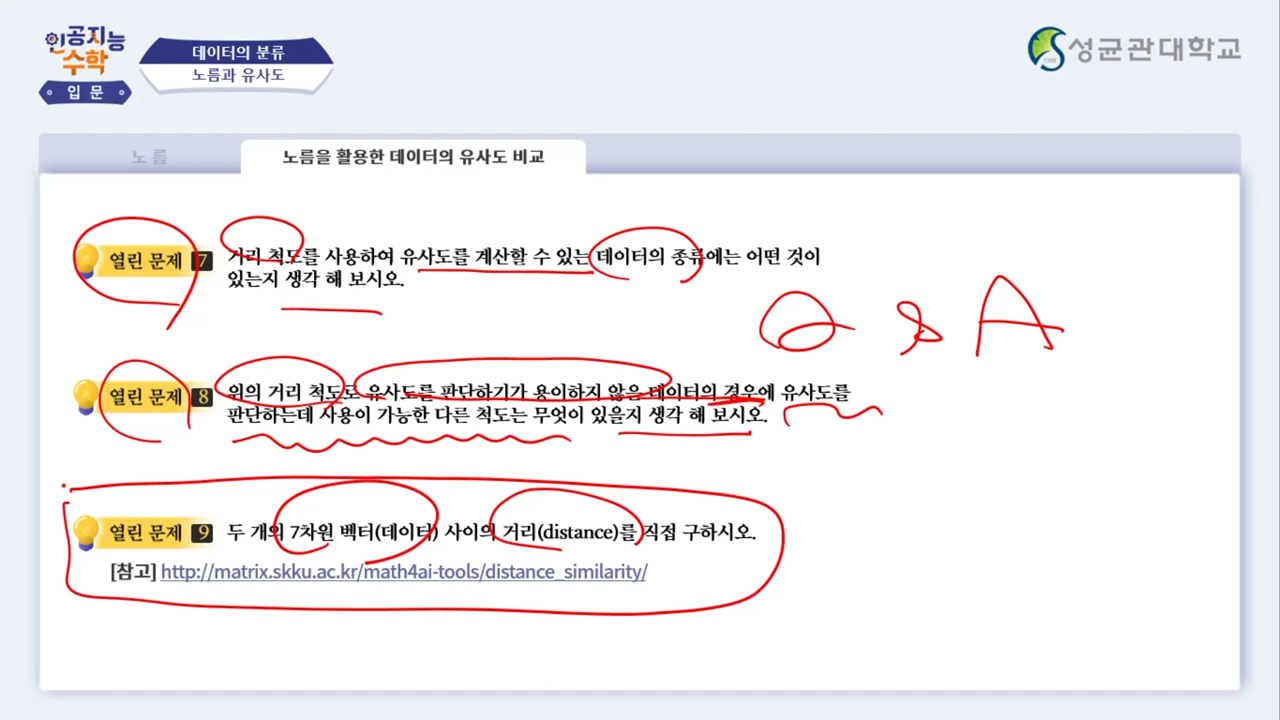 인공지능
수학
입문
데이터의 분류
노름과 유사도
성균관대학교
노름
노름을 활용한 데이터의 유사도 비교
열린 문제 7 거리 척도를 사용하여 유사도를 계산할 수 있는 데이터의 종류에는 어떤 것이
있는지 생각 해 보시오.
Q & A
열린 문제 8 위의 거리 척도로 유사도를 판단하기가 용이하지 않은 데이터의 경우에 유사도를
판단하는데 사용이 가능한 다른 척도는 무엇이 있을지 생각 해 보시오.
열린 문제 9 두 개의 7차원 벡터(데이터) 사이의 거리(distance)를 직접 구하시오.
[참고] http://matrix.skku.ac.kr/math4ai-tools/distance_similarity/